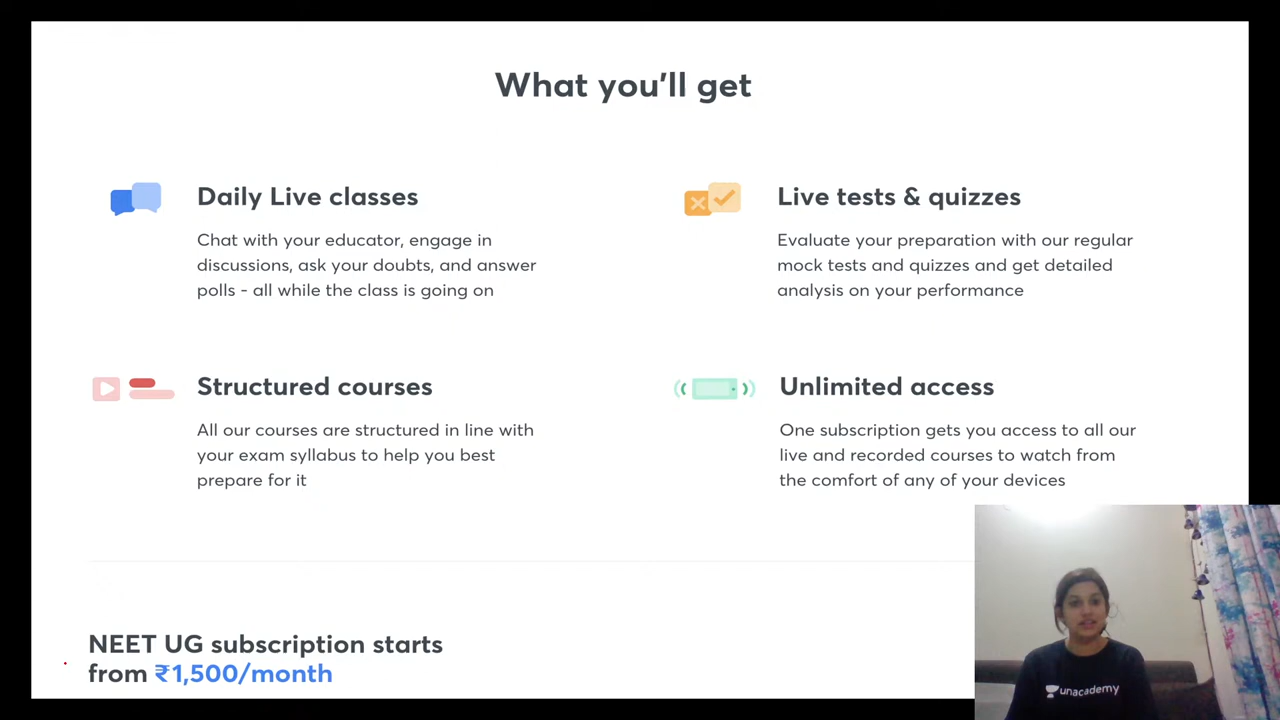 What you'll get
Daily Live classes
Chat with your educator, engage in
discussions, ask your doubts, and answer
polls - all while the class is going on
Live tests & quizzes
Evaluate your preparation with our regular
mock tests and quizzes and get detailed
analysis on your performance
Structured courses
All our courses are structured in line with
your exam syllabus to help you best
prepare for it
Unlimited access
One subscription gets you access to all our
live and recorded courses to watch from
the comfort of any of your devices
NEET UG subscription starts
from ₹1,500/month
unacademy